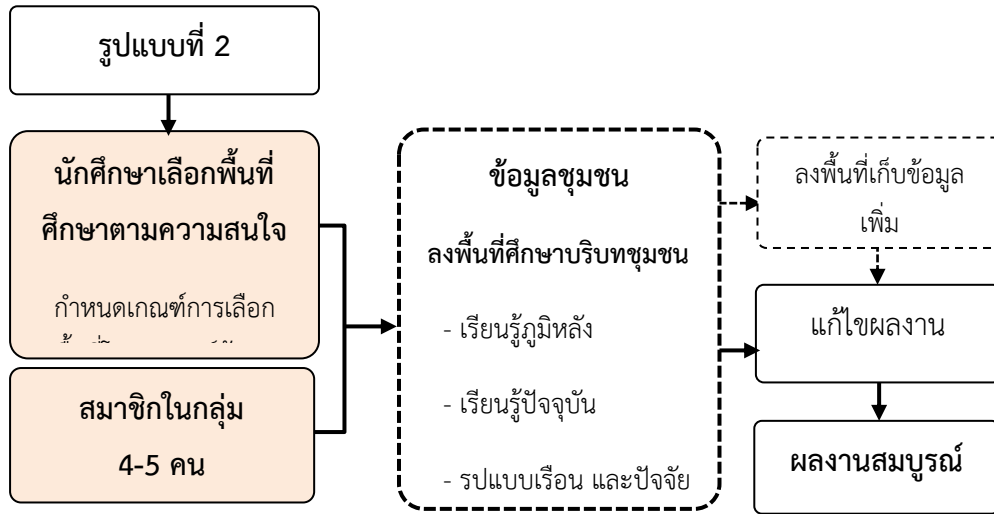 รูปแบบที่ 2
นักศึกษาเลือกพื้นที่
ศึกษาตามความสนใจ
กำหนดเกณฑ์การเลือก
สมาชิกในกลุ่ม
4-5 คน
ข้อมูลชุมชน
ลงพื้นที่ศึกษาบริบทชุมชน
- เรียนรู้ภูมิหลัง
- เรียนรู้ปัจจุบัน
- รูปแบบเรือน และปัจจัย
ลงพื้นที่เก็บข้อมูล
เพิ่ม
แก้ไขผลงาน
ผลงานสมบูรณ์